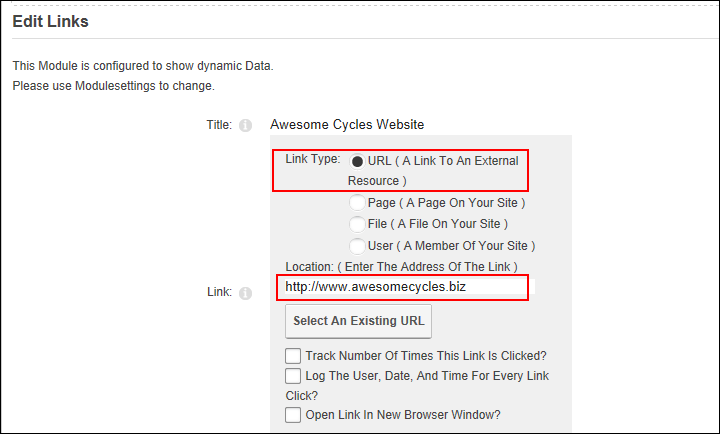 Edit Links
This Module is configured to show dynamic Data.
Please use Modulesettings to change.
Title: Awesome Cycles Website
Link Type: URL ( A Link To An External
Resource )
Page ( A Page On Your Site )
File ( A File On Your Site )
User ( A Member Of Your Site )
Location: ( Enter The Address Of The Link )
Link: http://www.awesomecycles.biz
Select An Existing URL
Track Number Of Times This Link Is Clicked?
Log The User, Date, And Time For Every Link
Click?
Open Link In New Browser Window?